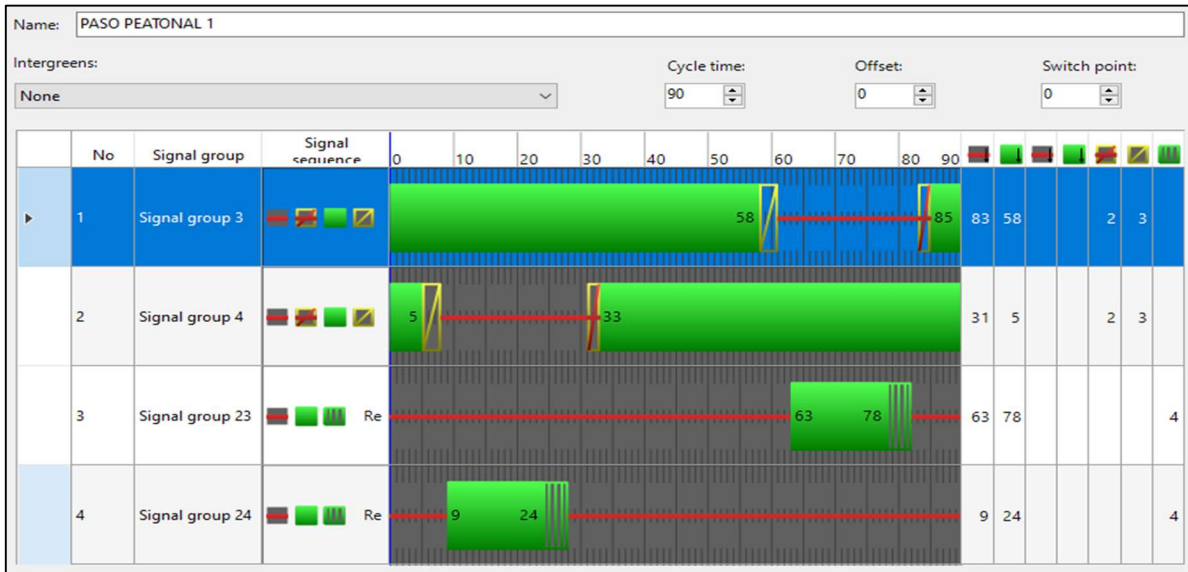 Name: PASO PEATONAL 1
Intergreens: Cycle time: Offset: Switch point:
None 90 0 0
No Signal group Signal sequence 0 10 20 30 40 50 60 70 80 90
1 Signal group 3 58 85 83 58 2 3
2 Signal group 4 5 33 31 5 2 3
3 Signal group 23 Re 63 78 63 78 4
4 Signal group 24 Re 9 24 9 24 4